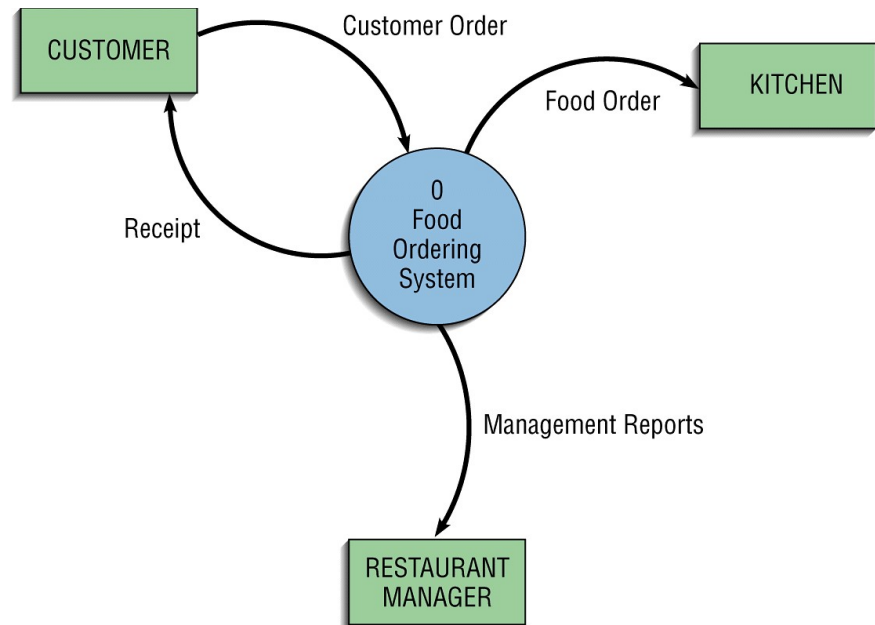 CUSTOMER
Customer Order
KITCHEN
Food Order
0
Food
Ordering
System
Receipt
Management Reports
RESTAURANT
MANAGER